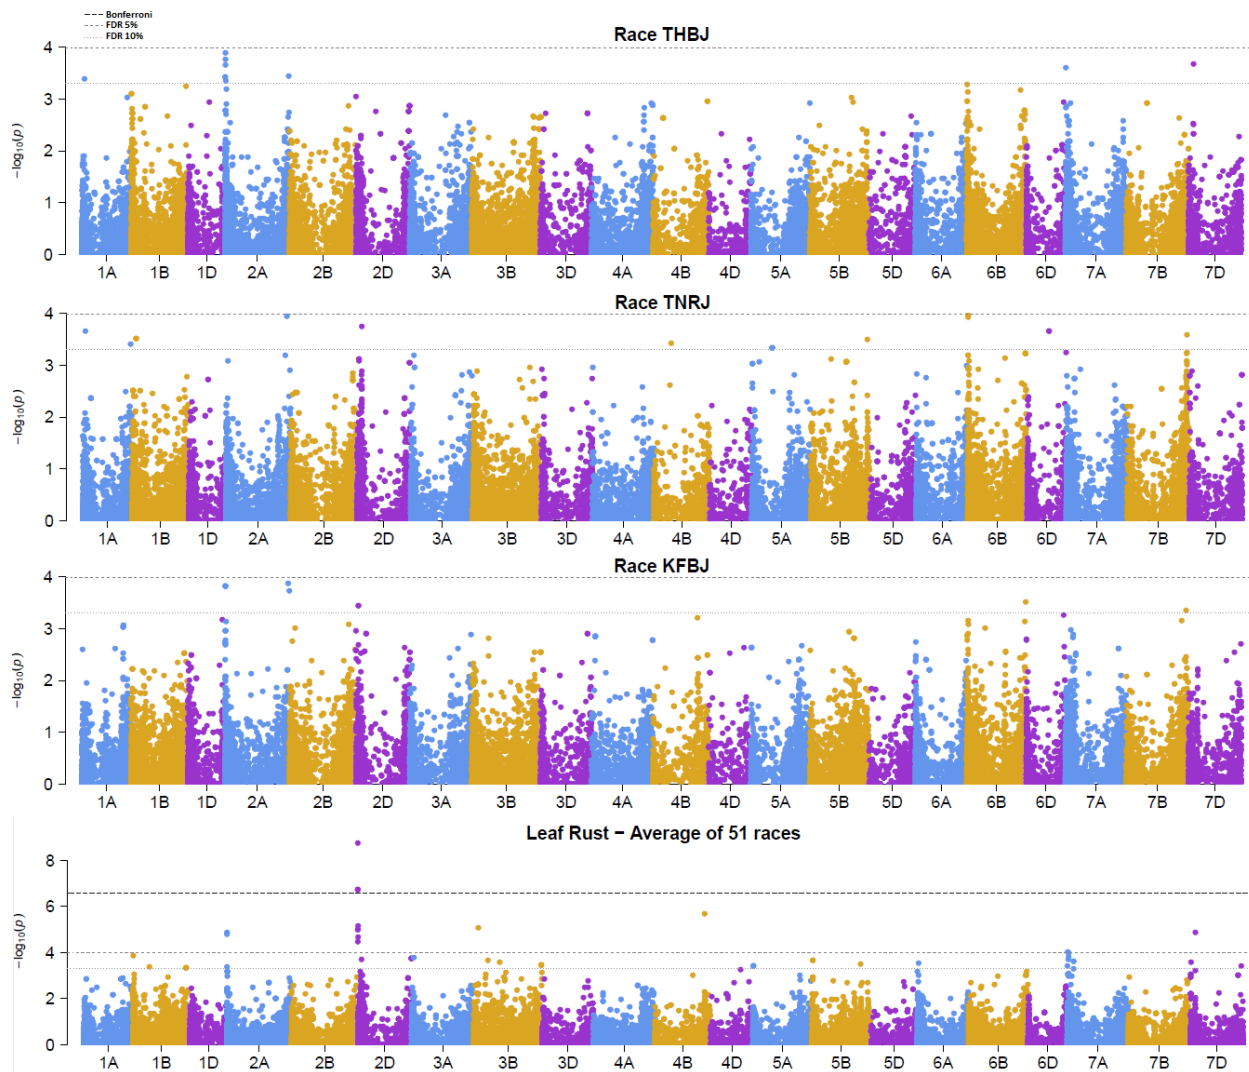 Bonferroni
FDR 5%
FDR 10%
Race THBJ
−log10(p)
4
3
2
1
0
1A 1B 1D 2A 2B 2D 3A 3B 3D 4A 4B 4D 5A 5B 5D 6A 6B 6D 7A 7B 7D
Race TNRJ
−log10(p)
4
3
2
1
0
1A 1B 1D 2A 2B 2D 3A 3B 3D 4A 4B 4D 5A 5B 5D 6A 6B 6D 7A 7B 7D
Race KFBJ
−log10(p)
4
3
2
1
0
1A 1B 1D 2A 2B 2D 3A 3B 3D 4A 4B 4D 5A 5B 5D 6A 6B 6D 7A 7B 7D
Leaf Rust − Average of 51 races
−log10(p)
8
6
4
2
0
1A 1B 1D 2A 2B 2D 3A 3B 3D 4A 4B 4D 5A 5B 5D 6A 6B 6D 7A 7B 7D